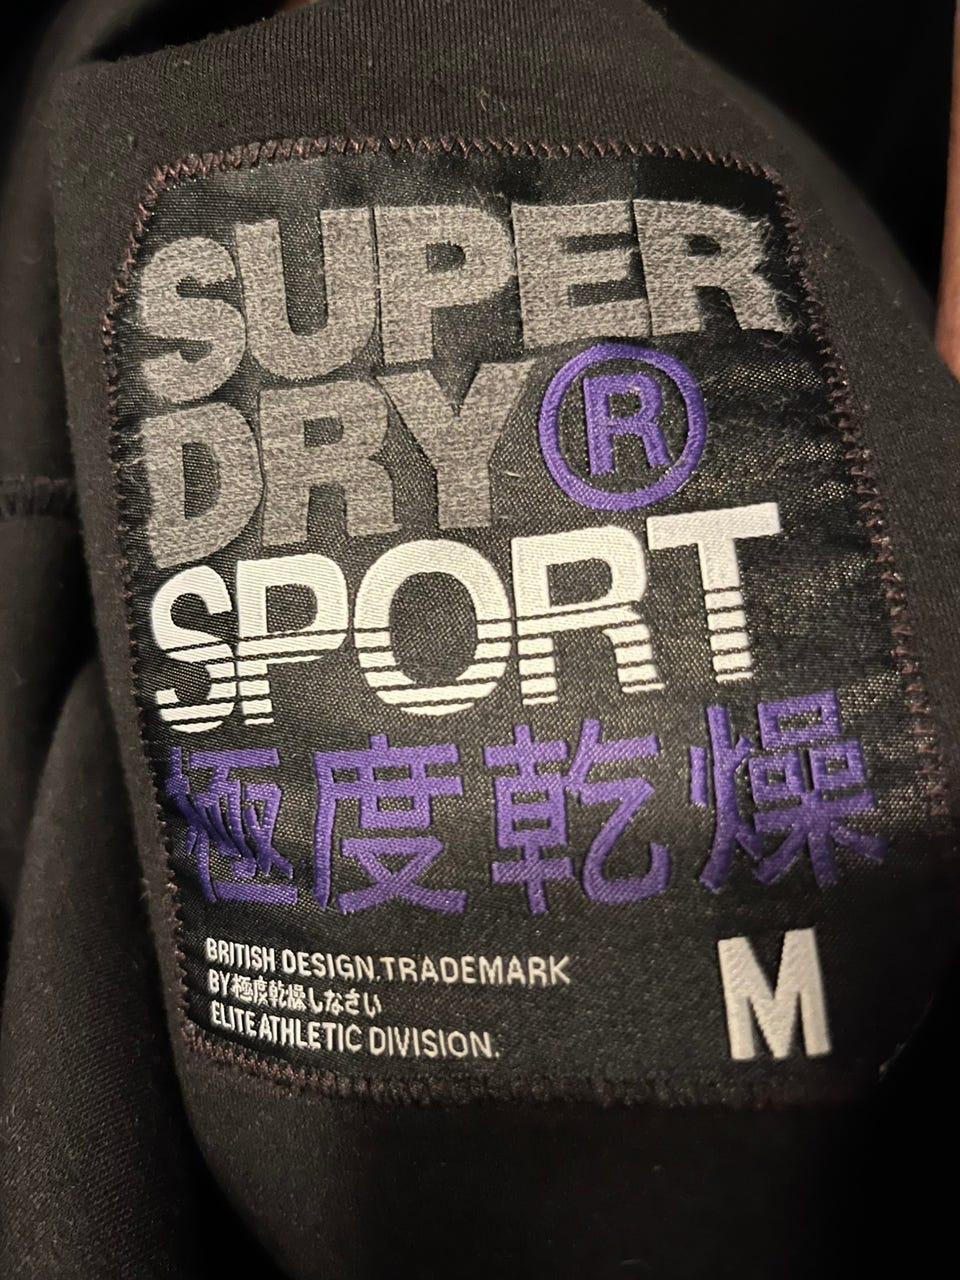 SUPER
DRY®
SPORT
極度乾燥
BRITISH DESIGN.TRADEMARK
BY極度乾燥しなさい
ELITE ATHLETIC DIVISION.
M